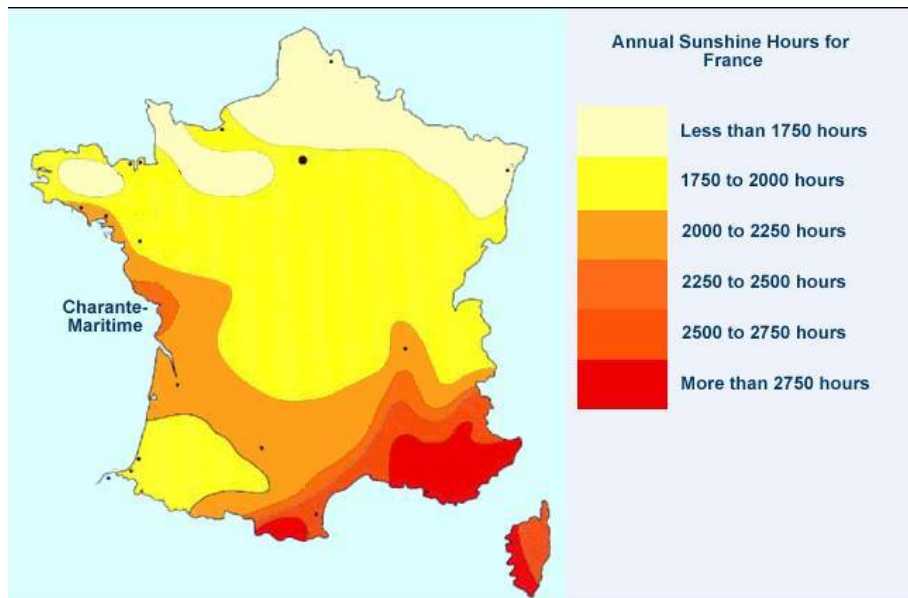 Annual Sunshine Hours for
France
Less than 1750 hours
1750 to 2000 hours
2000 to 2250 hours
2250 to 2500 hours
2500 to 2750 hours
More than 2750 hours
Charante-
Maritime